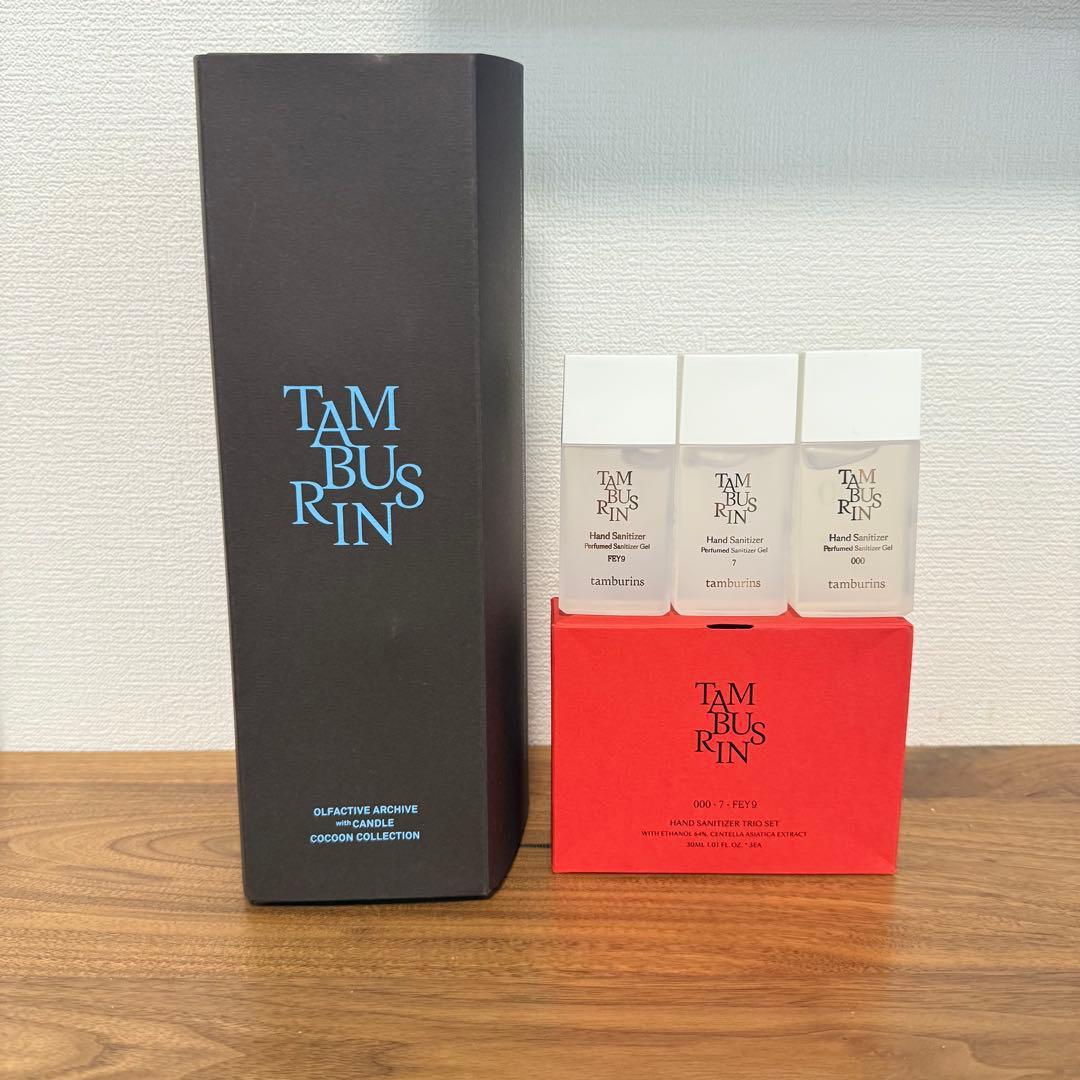 TAM
BUS
RIN
OLFACTIVE ARCHIVE
with CANDLE
COCOON COLLECTION
TAM
BUS
RIN
Hand Sanitizer
Perfumed Sanitizer Gel
FEY9
tamburins
TAM
BUS
RIN
Hand Sanitizer
Perfumed Sanitizer Gel
7
tamburins
TAM
BUS
RIN
Hand Sanitizer
Perfumed Sanitizer Gel
000
tamburins
TAM
BUS
RIN
000 · 7 · FEY9
HAND SANITIZER TRIO SET
WITH ETHANOL 64%, CENTELLA ASIATICA EXTRACT
30ML 1.01 FL. OZ. * 3EA